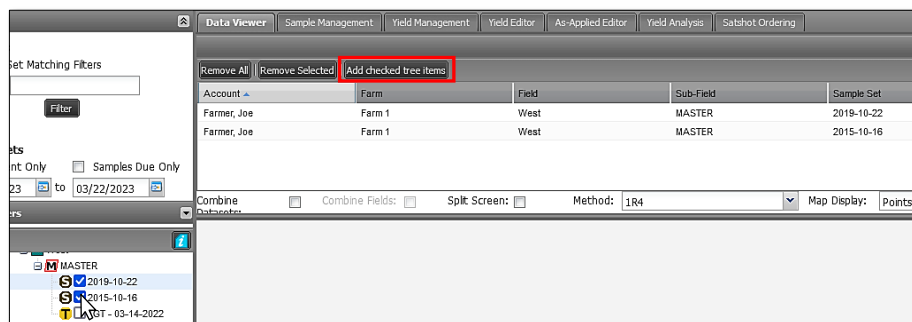 Data Viewer Sample Management Yield Management Yield Editor As-Applied Editor Yield Analysis Satshot Ordering
Set Matching Filters
Filter
ets
nt Only Samples Due Only
23 to 03/22/2023
ers
Remove All Remove Selected Add checked tree items
Account Farm Field Sub-Field Sample Set
Farmer, Joe Farm 1 West MASTER 2019-10-22
Farmer, Joe Farm 1 West MASTER 2015-10-16
Combine Datasets: Combine Fields: Split Screen: Method: 1R4 Map Display: Points
i
M MASTER
S 2019-10-22
S 2015-10-16
T GT - 03-14-2022